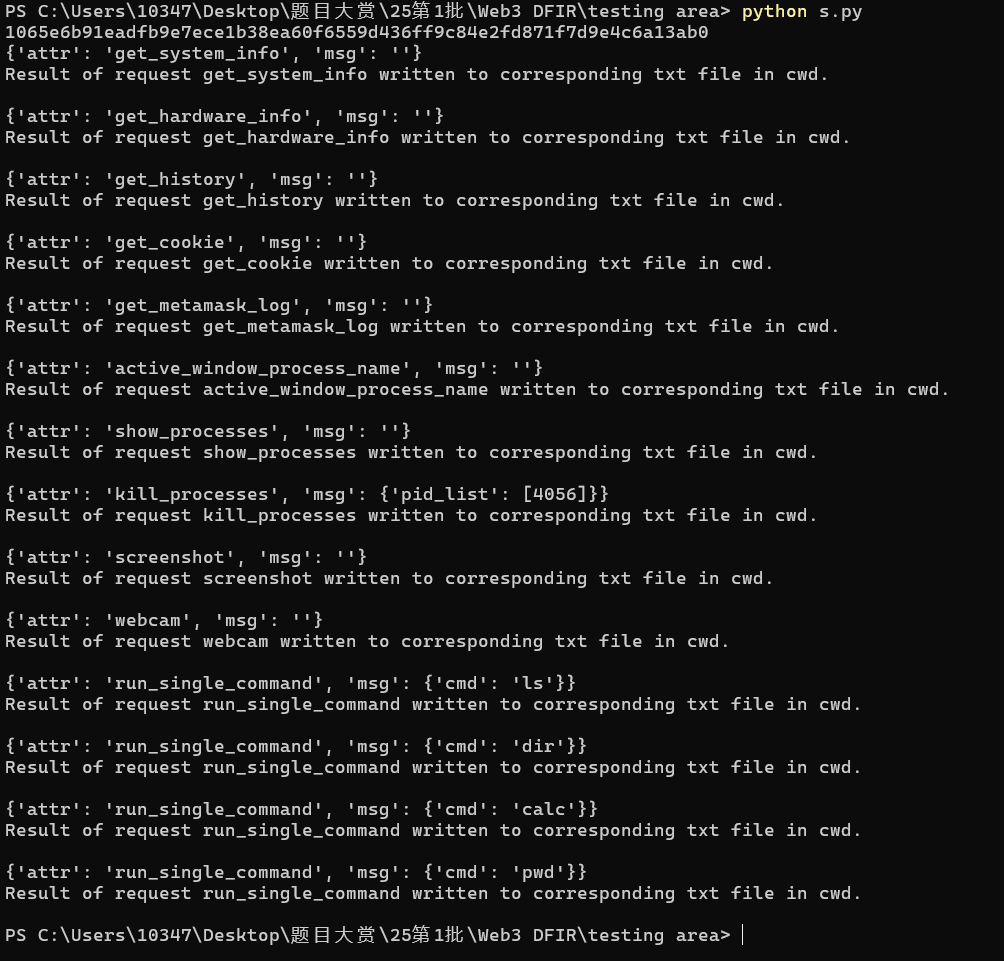 PS C:\Users\10347\Desktop\题目大赏\25第1批\Web3 DFIR\testing area> python s.py
1065e6b91eadfb9e7ece1b38ea60f6559d436ff9c84e2fd871f7d9e4c6a13ab0
{'attr': 'get_system_info', 'msg': ''}
Result of request get_system_info written to corresponding txt file in cwd.
{'attr': 'get_hardware_info', 'msg': ''}
Result of request get_hardware_info written to corresponding txt file in cwd.
{'attr': 'get_history', 'msg': ''}
Result of request get_history written to corresponding txt file in cwd.
{'attr': 'get_cookie', 'msg': ''}
Result of request get_cookie written to corresponding txt file in cwd.
{'attr': 'get_metamask_log', 'msg': ''}
Result of request get_metamask_log written to corresponding txt file in cwd.
{'attr': 'active_window_process_name', 'msg': ''}
Result of request active_window_process_name written to corresponding txt file in cwd.
{'attr': 'show_processes', 'msg': ''}
Result of request show_processes written to corresponding txt file in cwd.
{'attr': 'kill_processes', 'msg': {'pid_list': [4056]}}
Result of request kill_processes written to corresponding txt file in cwd.
{'attr': 'screenshot', 'msg': ''}
Result of request screenshot written to corresponding txt file in cwd.
{'attr': 'webcam', 'msg': ''}
Result of request webcam written to corresponding txt file in cwd.
{'attr': 'run_single_command', 'msg': {'cmd': 'ls'}}
Result of request run_single_command written to corresponding txt file in cwd.
{'attr': 'run_single_command', 'msg': {'cmd': 'dir'}}
Result of request run_single_command written to corresponding txt file in cwd.
{'attr': 'run_single_command', 'msg': {'cmd': 'calc'}}
Result of request run_single_command written to corresponding txt file in cwd.
{'attr': 'run_single_command', 'msg': {'cmd': 'pwd'}}
Result of request run_single_command written to corresponding txt file in cwd.
PS C:\Users\10347\Desktop\题目大赏\25第1批\Web3 DFIR\testing area>